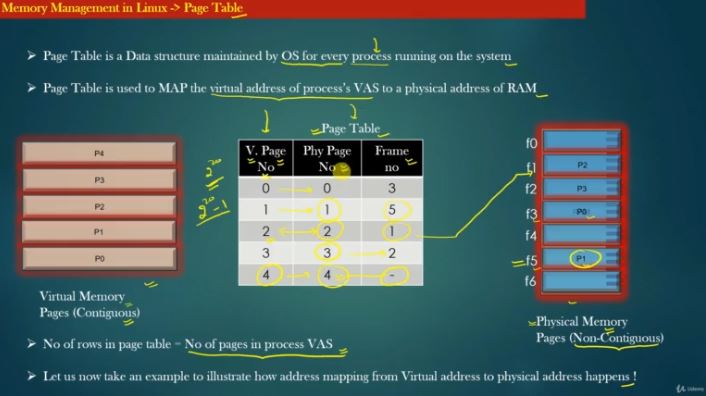 Memory Management in Linux -> Page Table
➤ Page Table is a Data structure maintained by OS for every process running on the system
➤ Page Table is used to MAP the virtual address of process's VAS to a physical address of RAM
Page Table
V. Page No Phy Page No Frame no
0 0 3
1 1 5
2 2 1
3 3 2
4 4 -
2^20
2^20-1
P4
P3
P2
P1
P0
Virtual Memory
Pages (Contiguous)
f0
f1 P2
f2 P3
f3 P0
f4
f5 P1
f6
Physical Memory
Pages (Non-Contiguous)
➤ No of rows in page table = No of pages in process VAS
➤ Let us now take an example to illustrate how address mapping from Virtual address to physical address happens !
Udemy